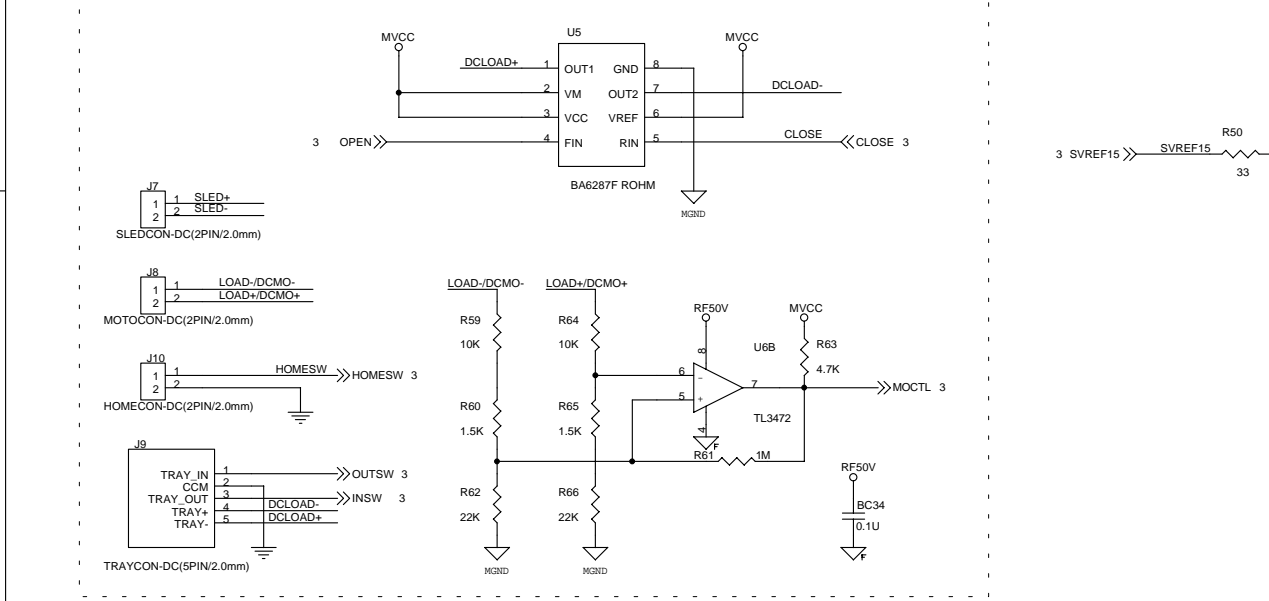 U5
MVCC
MVCC
DCLOAD+ 1 OUT1 GND 8
2 VM OUT2 7 DCLOAD-
3 VCC VREF 6
3 OPEN 4 FIN RIN 5 CLOSE CLOSE 3
BA6287F ROHM
MGND
R50
3 SVREF15 SVREF15
33
J7
1 1 SLED+
2 2 SLED-
SLEDCON-DC(2PIN/2.0mm)
J8
1 1 LOAD-/DCMO-
2 2 LOAD+/DCMO+
MOTOCON-DC(2PIN/2.0mm)
J10
1 1 HOMESW HOMESW 3
2 2
HOMECON-DC(2PIN/2.0mm)
J9
TRAY_IN 1 OUTSW 3
CCM 2
TRAY_OUT 3 INSW 3
TRAY+ 4 DCLOAD-
TRAY- 5 DCLOAD+
TRAYCON-DC(5PIN/2.0mm)
LOAD-/DCMO- LOAD+/DCMO+
R59
10K
R64
10K
R60
1.5K
R65
1.5K
R62
22K
R66
22K
MGND
MGND
RF50V
MVCC
8
U6B
R63
4.7K
6 -
5 +
7
MOCTL 3
TL3472
4
F
R61 1M
RF50V
BC34
0.1U
F